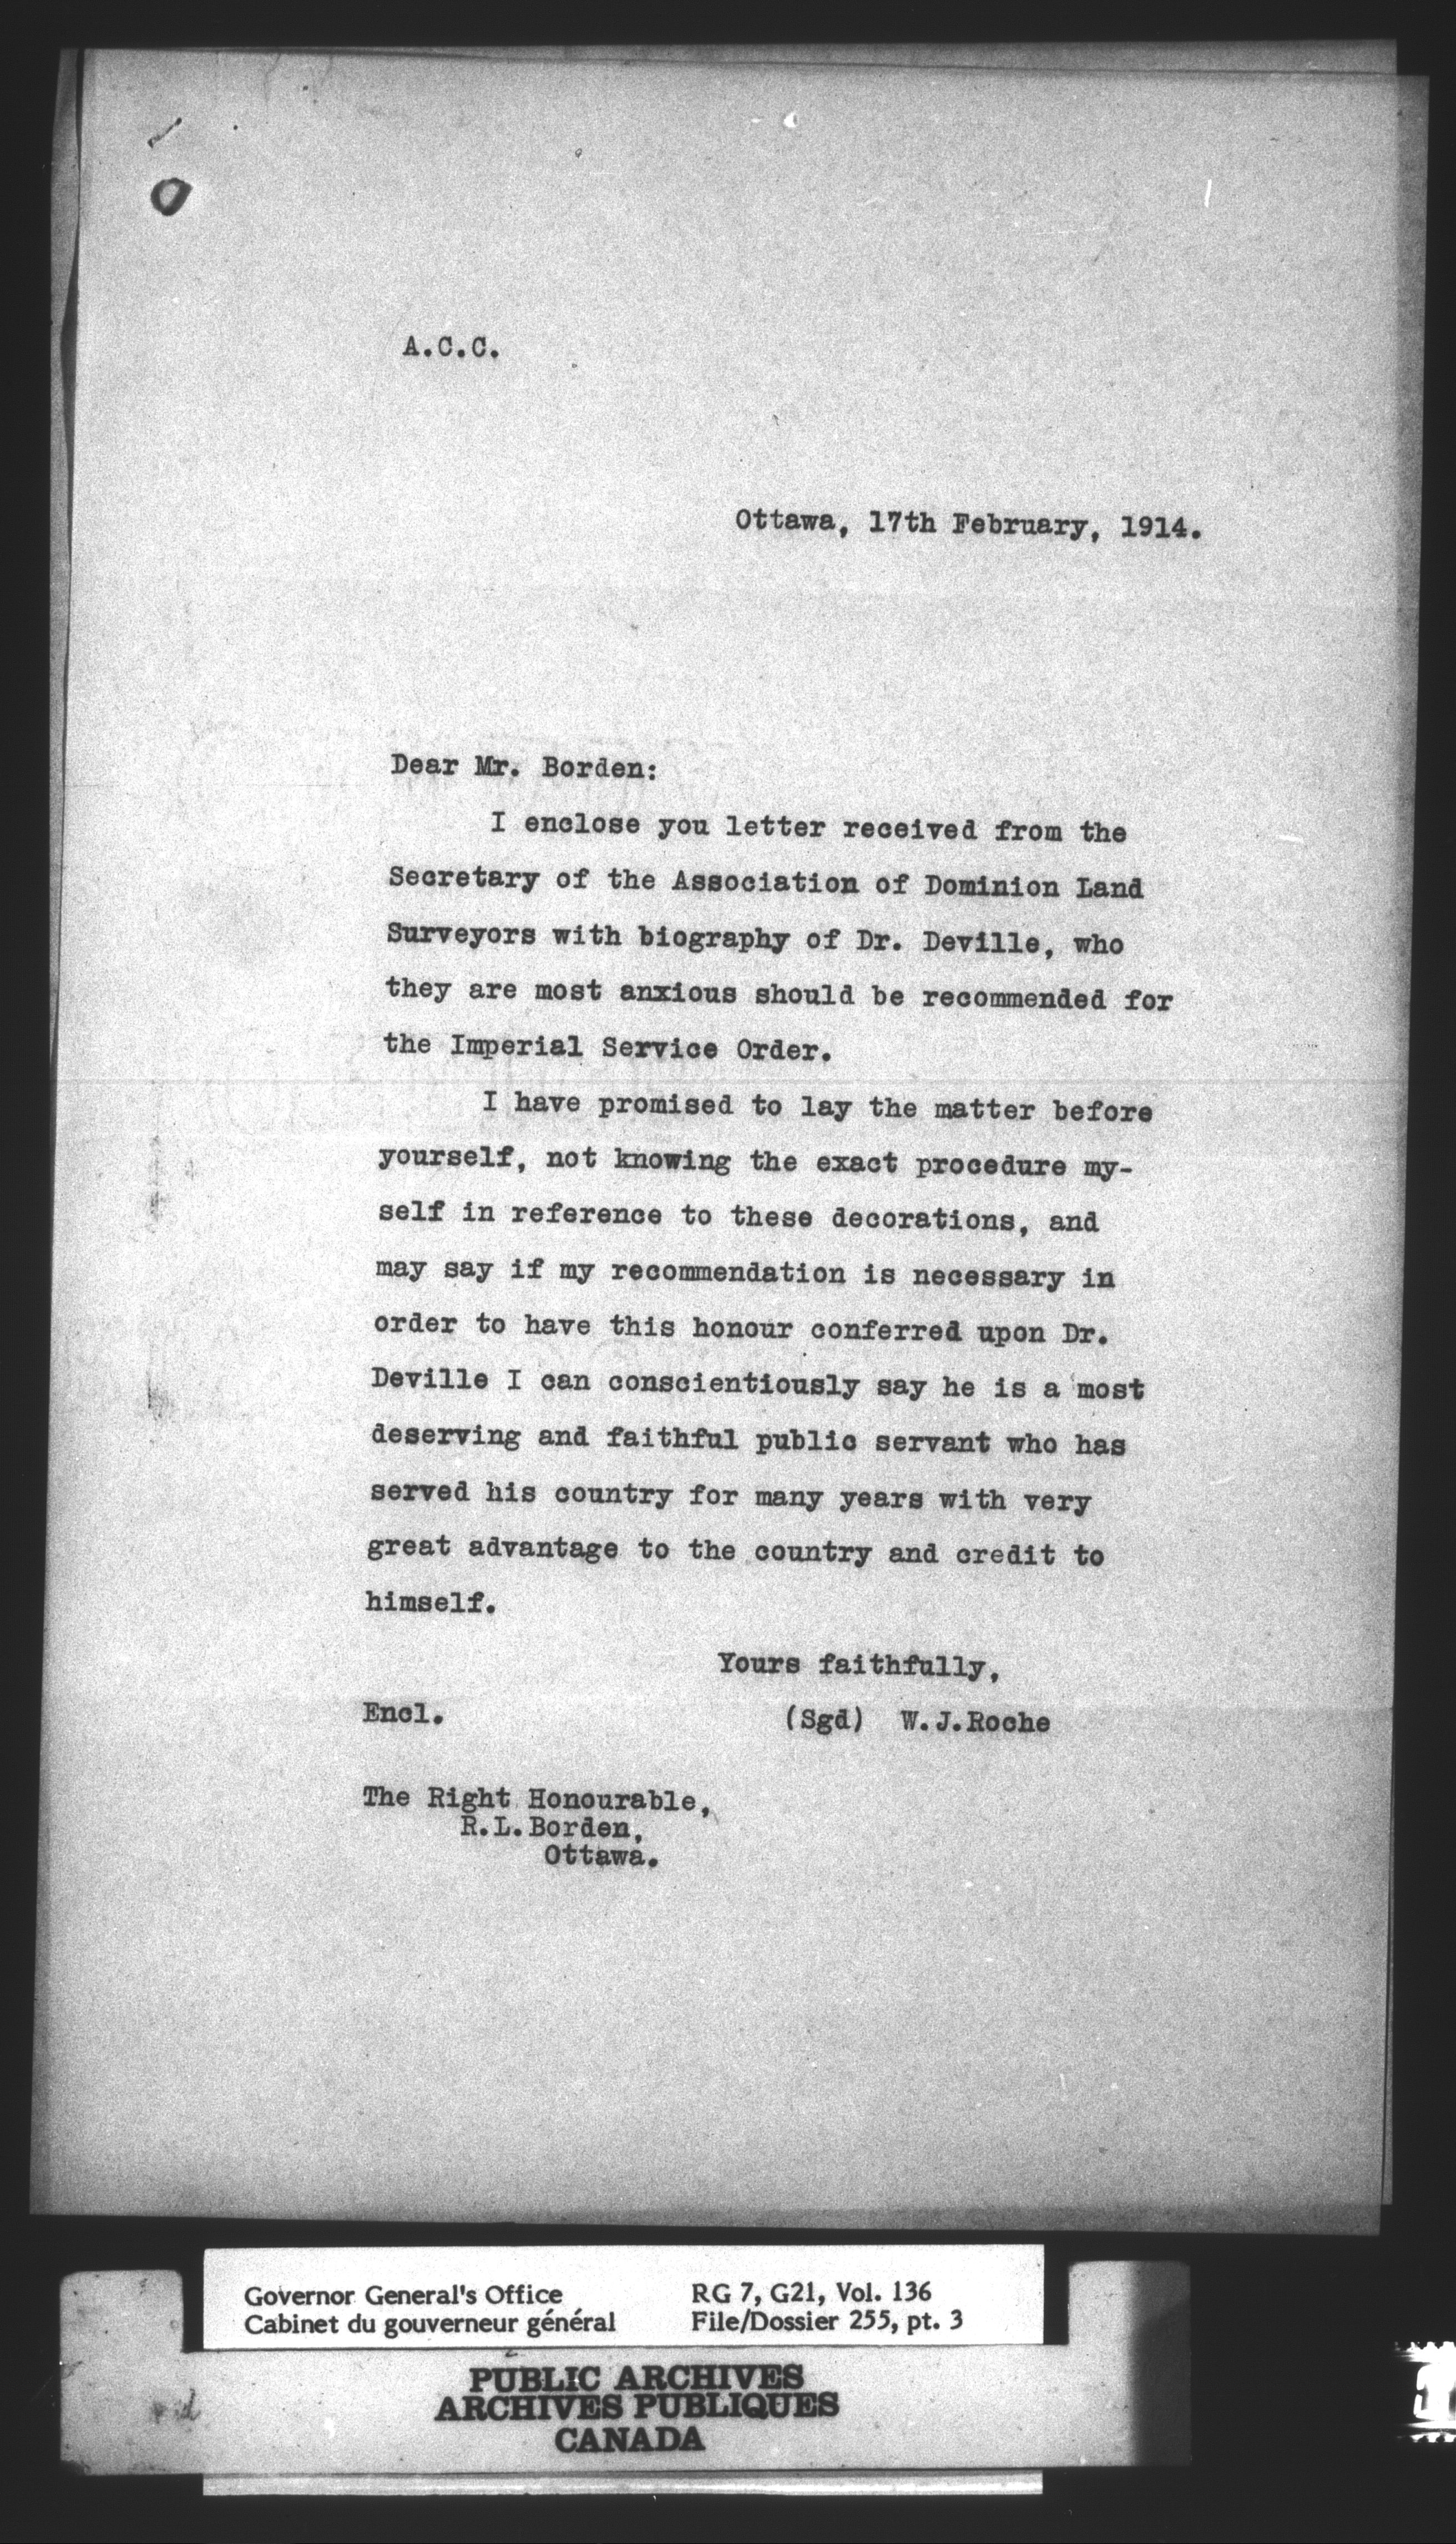 A.C.C.
Ottawa, 17th February, 1914.
Dear Mr. Borden:
I enclose you letter received from the
Secretary of the Association of Dominion Land
Surveyors with biography of Dr. Deville, who
they are most anxious should be recommended for
the Imperial Service Order.
I have promised to lay the matter before
yourself, not knowing the exact procedure my-
self in reference to these decorations, and
may say if my recommendation is necessary in
order to have this honour conferred upon Dr.
Deville I can conscientiously say he is a most
deserving and faithful public servant who has
served his country for many years with very
great advantage to the country and credit to
himself.
Yours faithfully,
Encl. (Sgd) W.J.Roche
The Right Honourable,
R.L.Borden,
Ottawa.
Governor General's Office RG 7, G21, Vol. 136
Cabinet du gouverneur général File/Dossier 255, pt. 3
PUBLIC ARCHIVES
ARCHIVES PUBLIQUES
CANADA